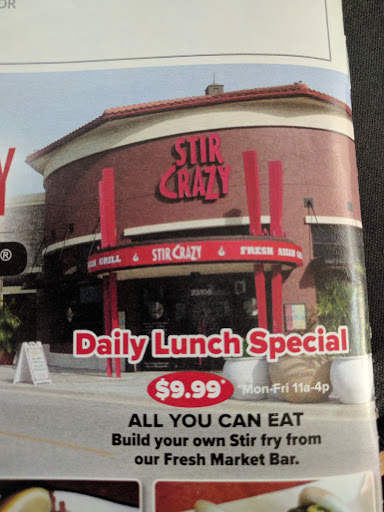 OR
Y
®
STIR
CRAZY
GRILL STIR CRAZY FRESH ASIAN
Daily Lunch Special
$9.99* *Mon-Fri 11a-4p
ALL YOU CAN EAT
Build your own Stir fry from
our Fresh Market Bar.